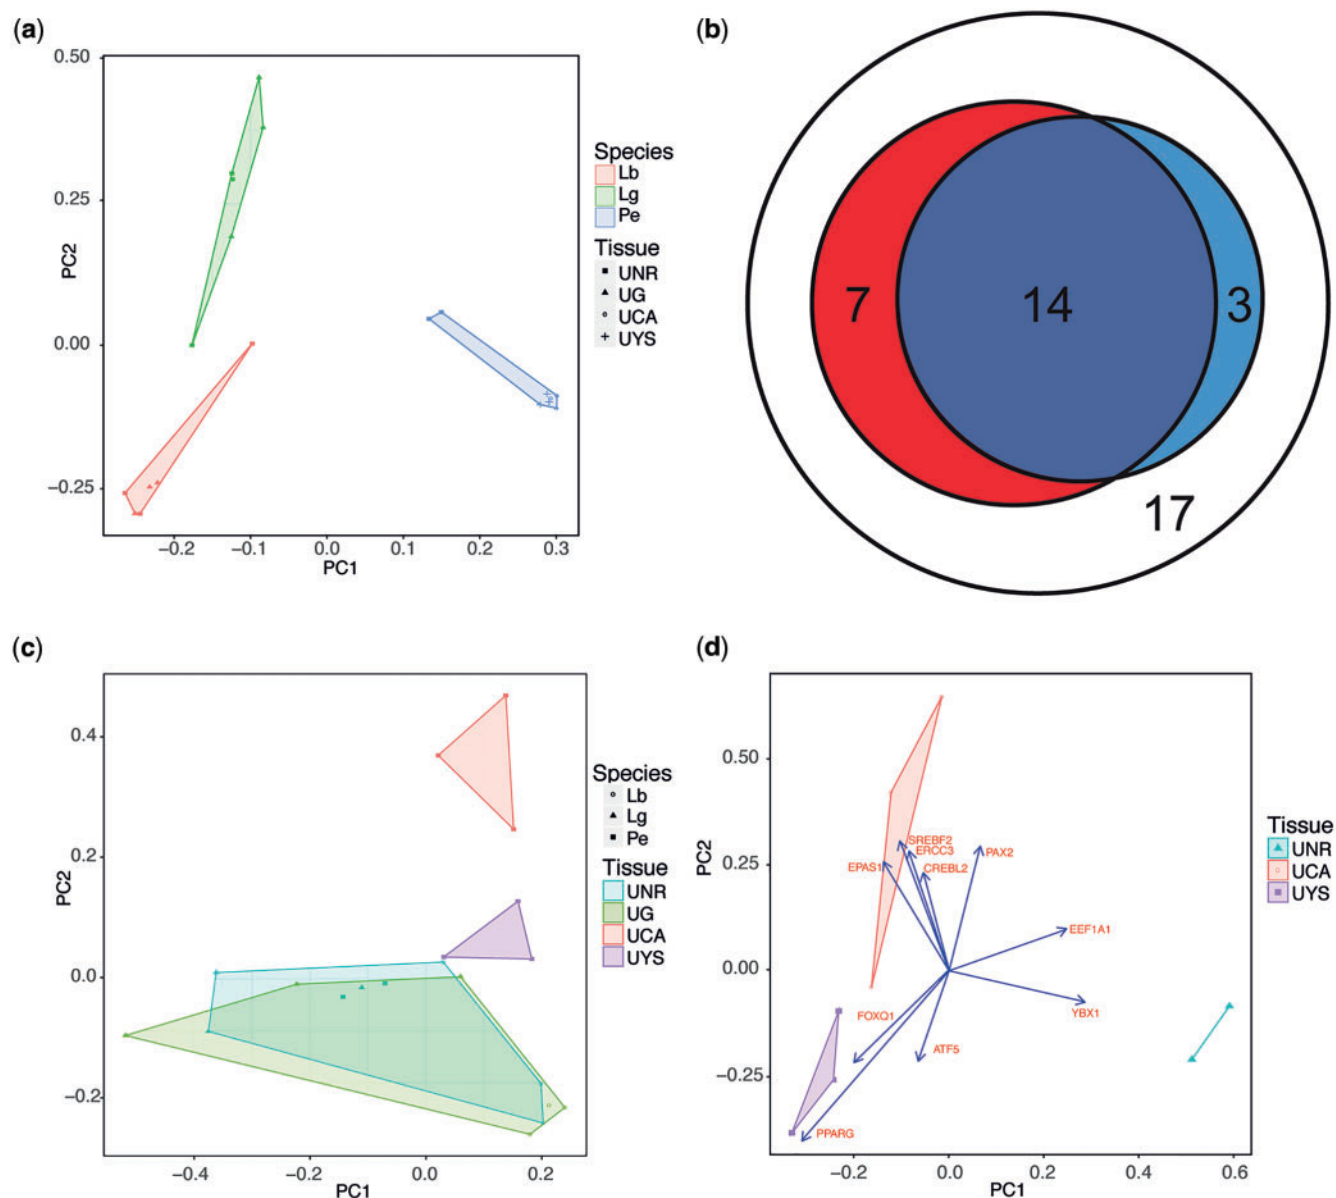 (a)
0.50
0.25
0.00
−0.25
PC2
−0.2
−0.1
0.0
0.1
0.2
0.3
PC1
Species
Lb
Lg
Pe
Tissue
UNR
UG
UCA
UYS
(b)
7
14
3
17
(c)
0.4
0.2
0.0
−0.2
PC2
−0.4
−0.2
0.0
0.2
PC1
Species
Lb
Lg
Pe
Tissue
UNR
UG
UCA
UYS
(d)
0.50
0.25
0.00
−0.25
PC2
SREBF2
ERCC3
EPAS1
CREBL2
PAX2
EEF1A1
YBX1
FOXQ1
ATF5
PPARG
−0.2
0.0
0.2
0.4
0.6
PC1
Tissue
UNR
UCA
UYS